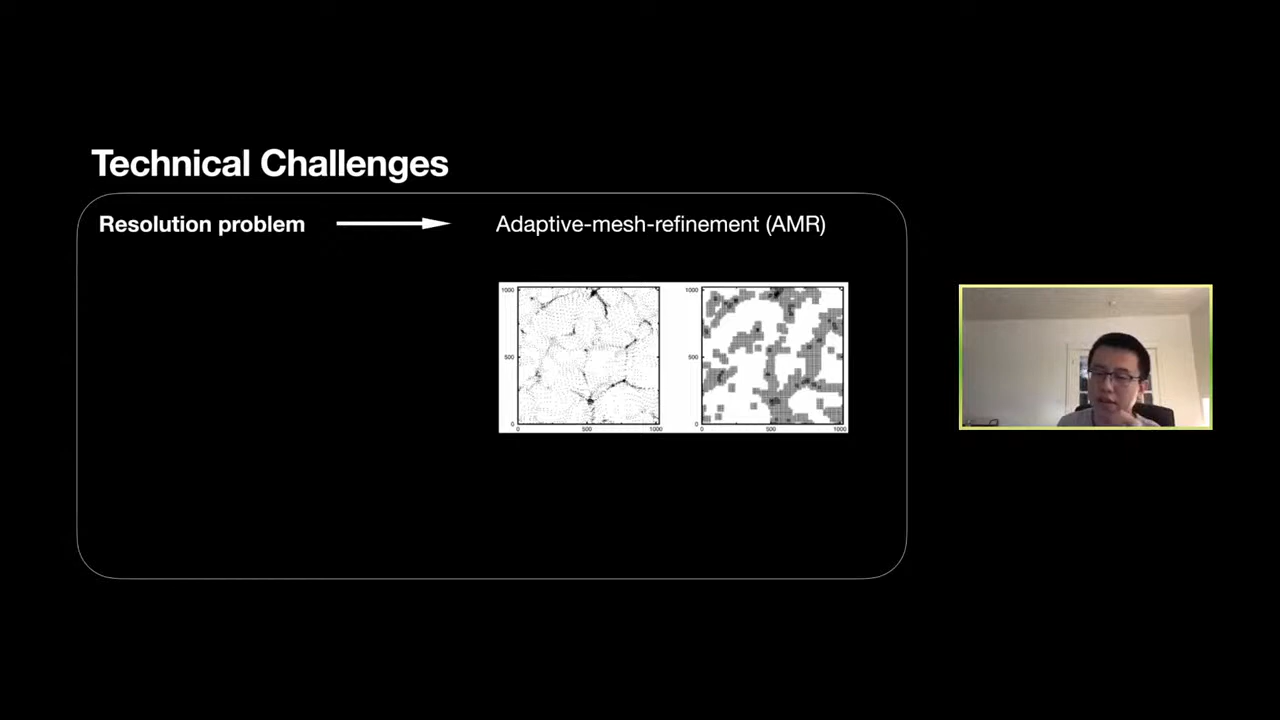 Technical Challenges
Resolution problem
Adaptive-mesh-refinement (AMR)
1000
500
0
0 500 1000
1000
500
0
0 500 1000